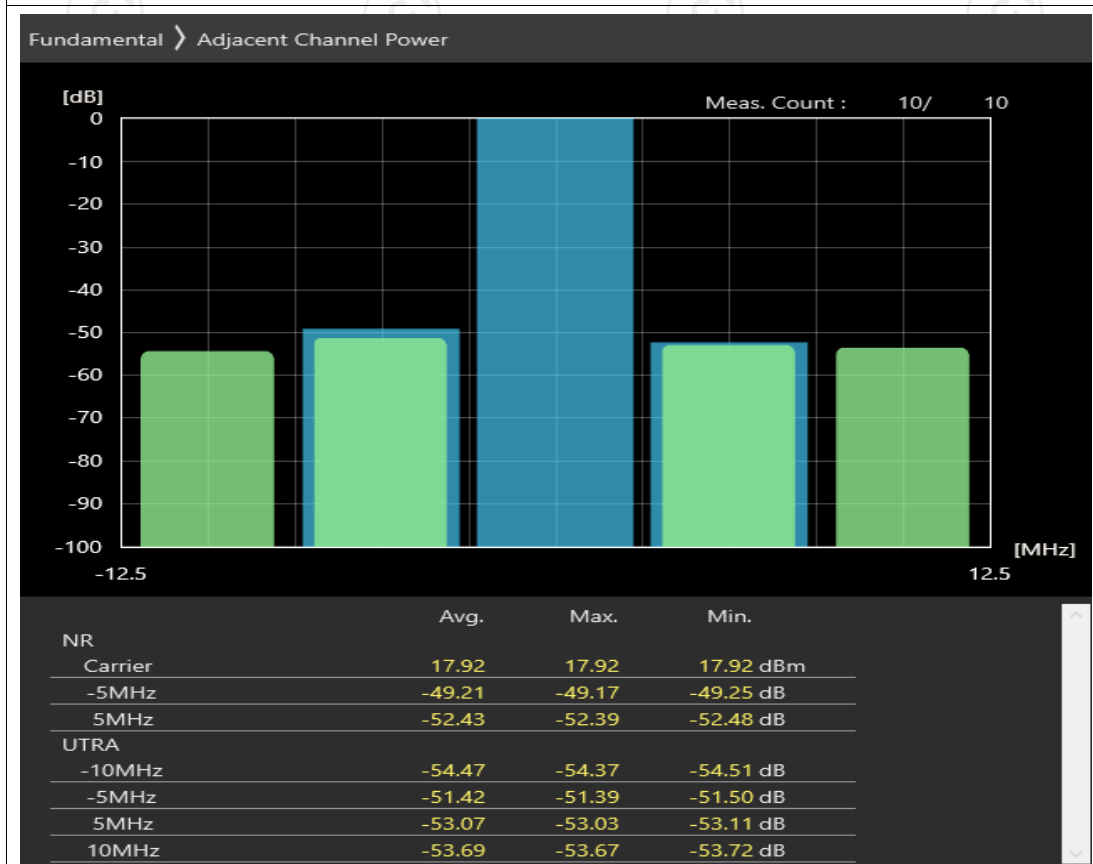 Fundamental ❯ Adjacent Channel Power
[dB]
Meas. Count : 10/ 10
0
-10
-20
-30
-40
-50
-60
-70
-80
-90
-100
[MHz]
-12.5 12.5
Avg. Max. Min.
NR
Carrier 17.92 17.92 17.92 dBm
-5MHz -49.21 -49.17 -49.25 dB
5MHz -52.43 -52.39 -52.48 dB
UTRA
-10MHz -54.47 -54.37 -54.51 dB
-5MHz -51.42 -51.39 -51.50 dB
5MHz -53.07 -53.03 -53.11 dB
10MHz -53.69 -53.67 -53.72 dB